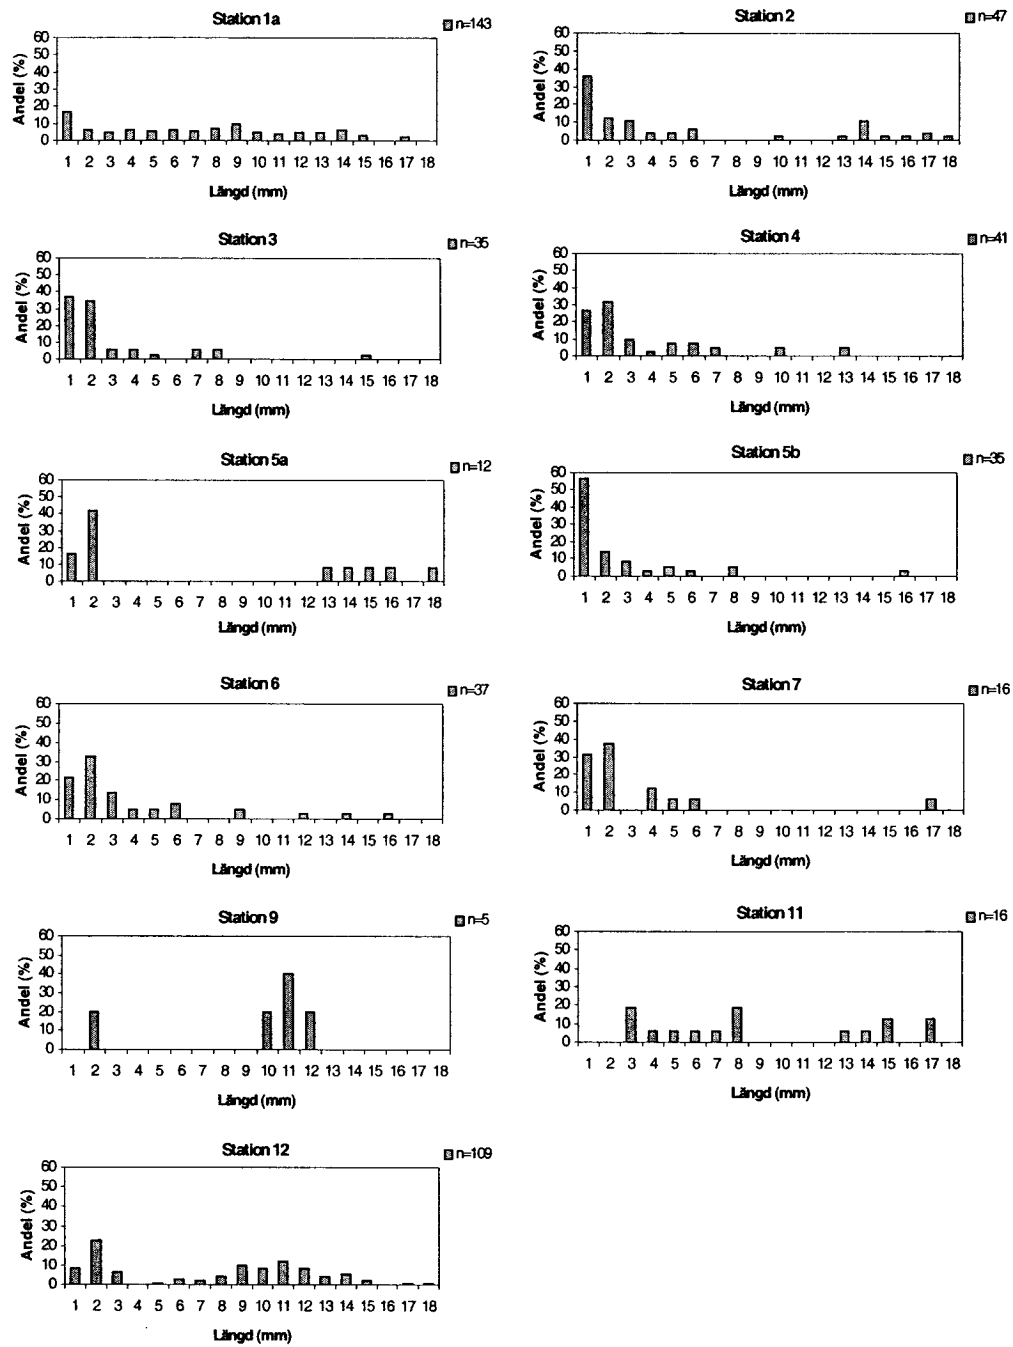 Station 1a
n=143
Andel (%)
60
50
40
30
20
10
0
1 2 3 4 5 6 7 8 9 10 11 12 13 14 15 16 17 18
Längd (mm)
Station 2
n=47
Andel (%)
60
50
40
30
20
10
0
1 2 3 4 5 6 7 8 9 10 11 12 13 14 15 16 17 18
Längd (mm)
Station 3
n=35
Andel (%)
60
50
40
30
20
10
0
1 2 3 4 5 6 7 8 9 10 11 12 13 14 15 16 17 18
Längd (mm)
Station 4
n=41
Andel (%)
60
50
40
30
20
10
0
1 2 3 4 5 6 7 8 9 10 11 12 13 14 15 16 17 18
Längd (mm)
Station 5a
n=12
Andel (%)
60
50
40
30
20
10
0
1 2 3 4 5 6 7 8 9 10 11 12 13 14 15 16 17 18
Längd (mm)
Station 5b
n=35
Andel (%)
60
50
40
30
20
10
0
1 2 3 4 5 6 7 8 9 10 11 12 13 14 15 16 17 18
Längd (mm)
Station 6
n=37
Andel (%)
60
50
40
30
20
10
0
1 2 3 4 5 6 7 8 9 10 11 12 13 14 15 16 17 18
Längd (mm)
Station 7
n=16
Andel (%)
60
50
40
30
20
10
0
1 2 3 4 5 6 7 8 9 10 11 12 13 14 15 16 17 18
Längd (mm)
Station 9
n=5
Andel (%)
60
50
40
30
20
10
0
1 2 3 4 5 6 7 8 9 10 11 12 13 14 15 16 17 18
Längd (mm)
Station 11
n=16
Andel (%)
60
50
40
30
20
10
0
1 2 3 4 5 6 7 8 9 10 11 12 13 14 15 16 17 18
Längd (mm)
Station 12
n=109
Andel (%)
60
50
40
30
20
10
0
1 2 3 4 5 6 7 8 9 10 11 12 13 14 15 16 17 18
Längd (mm)